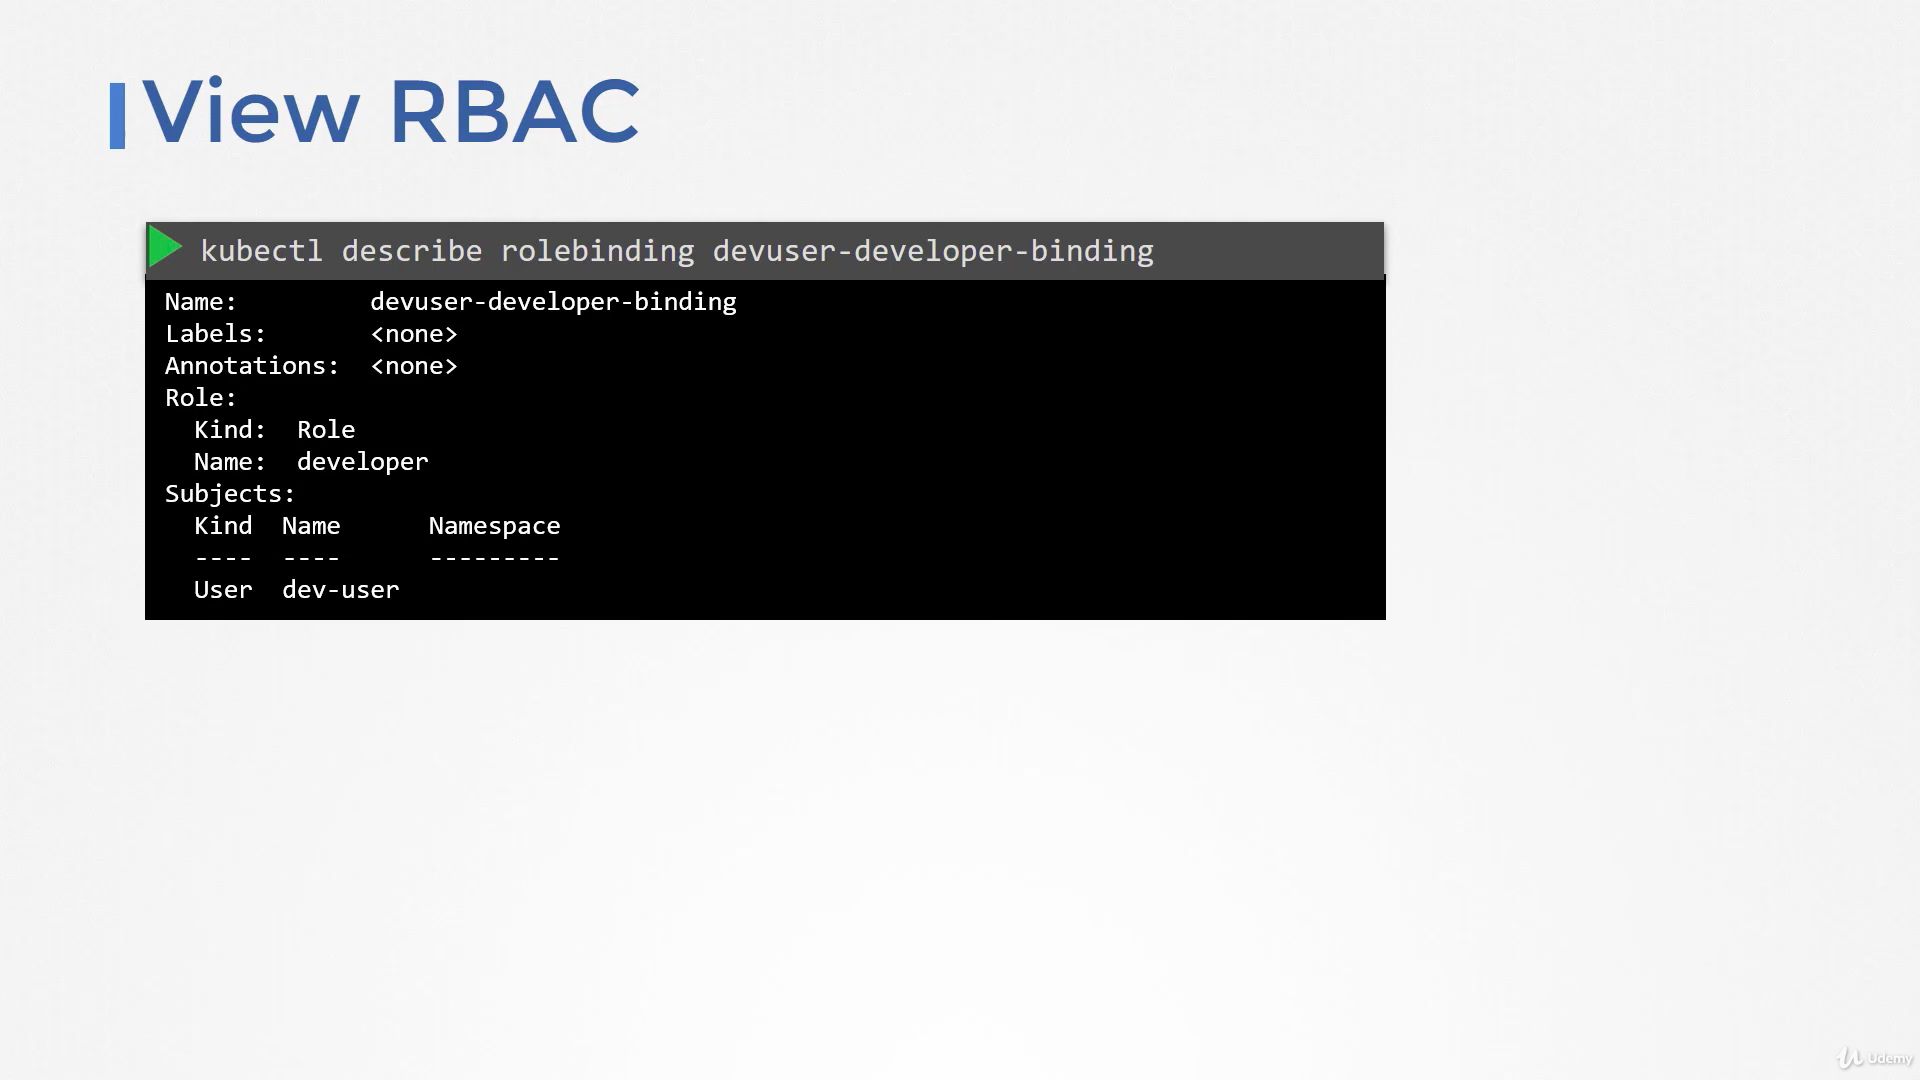 View RBAC
kubectl describe rolebinding devuser-developer-binding
Name:         devuser-developer-binding
Labels:       <none>
Annotations:  <none>
Role:
  Kind:  Role
  Name:  developer
Subjects:
  Kind  Name      Namespace
  ----  ----      ---------
  User  dev-user
Udemy